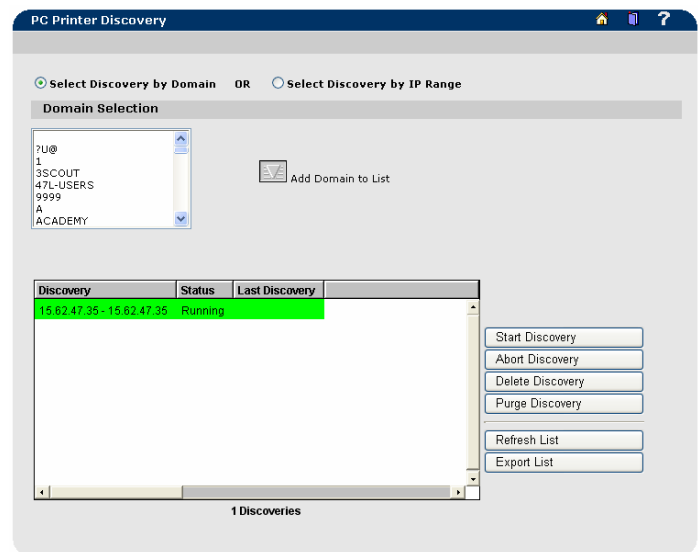 PC Printer Discovery ?
Select Discovery by Domain OR Select Discovery by IP Range
Domain Selection
?U@
1
3SCOUT
47L-USERS
9999
A
ACADEMY
Add Domain to List
Discovery Status Last Discovery
15.62.47.35 - 15.62.47.35 Running
Start Discovery
Abort Discovery
Delete Discovery
Purge Discovery
Refresh List
Export List
1 Discoveries